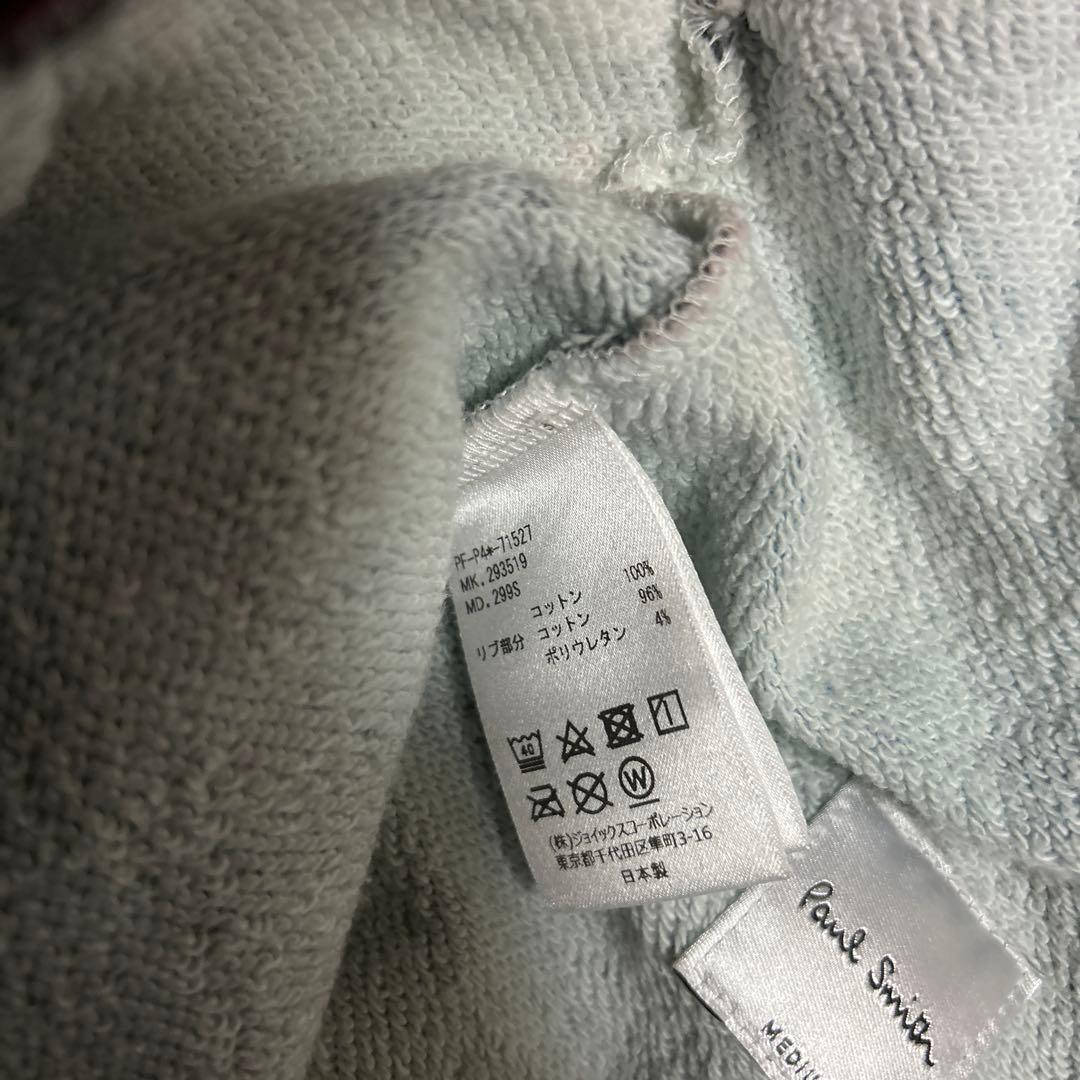 PF-P4*-71527
MK. 293519
MD. 299S
コットン 100%
リブ部分 コットン 96%
ポリウレタン 4%
40
W
(株)ジョイックスコーポレーション
東京都千代田区隼町3-16
日本製
Paul Smith